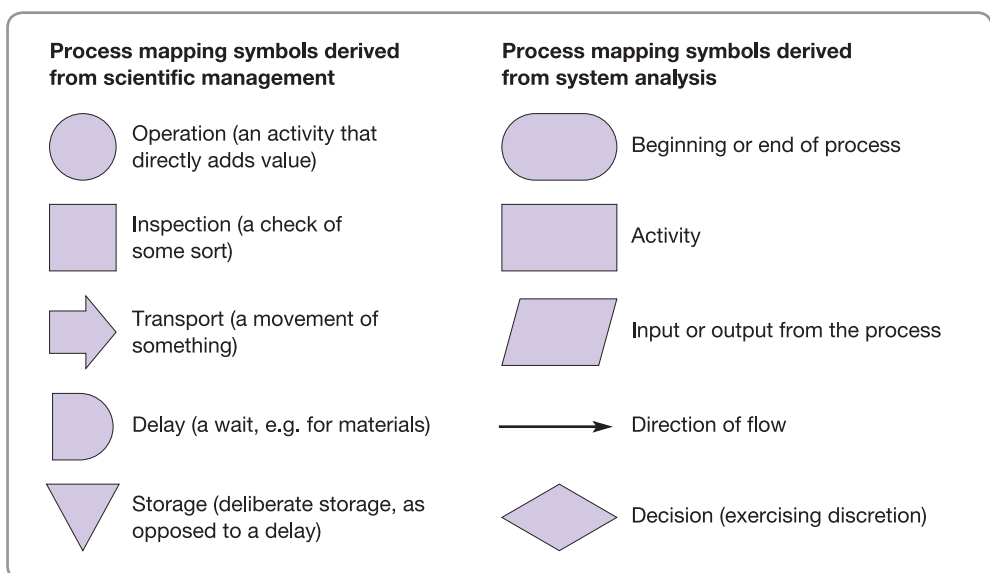 Process mapping symbols derived
from scientific management
Operation (an activity that
directly adds value)
Inspection (a check of
some sort)
Transport (a movement of
something)
Delay (a wait, e.g. for materials)
Storage (deliberate storage, as
opposed to a delay)
Process mapping symbols derived
from system analysis
Beginning or end of process
Activity
Input or output from the process
Direction of flow
Decision (exercising discretion)